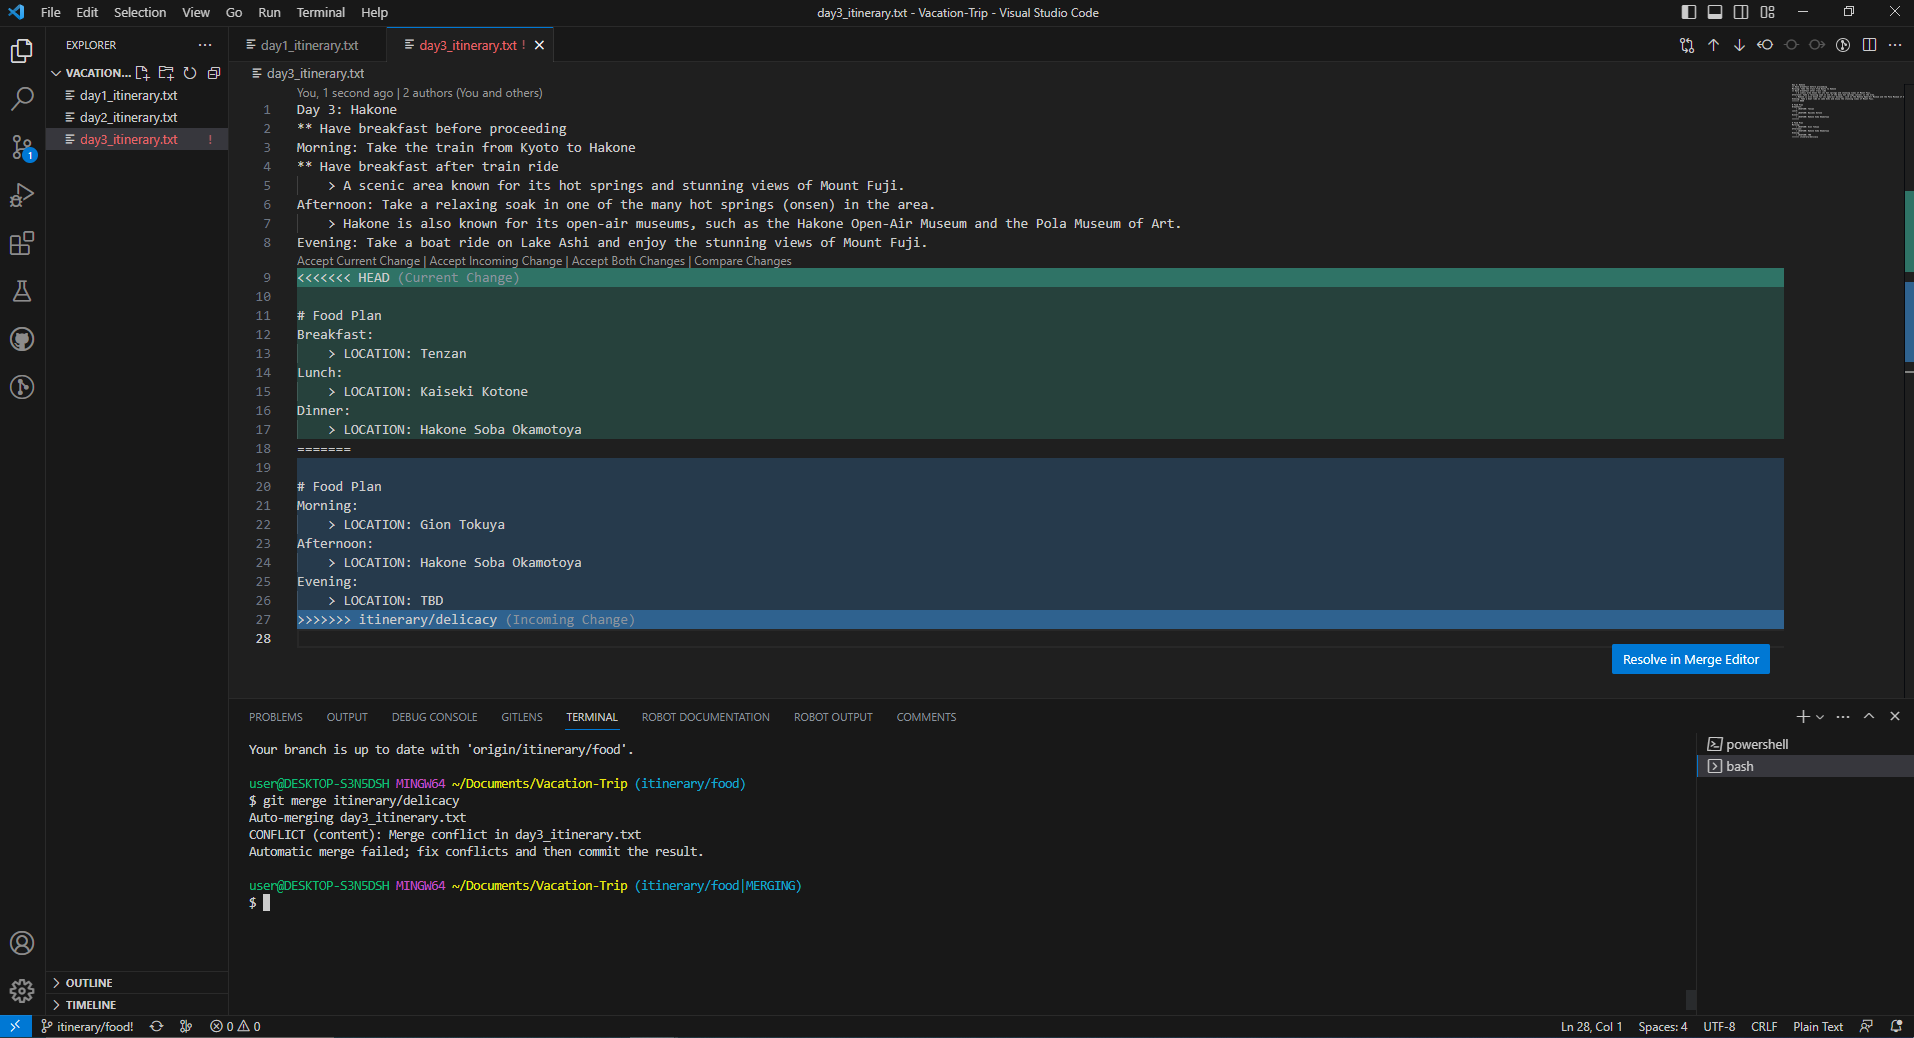 File Edit Selection View Go Run Terminal Help
day3_itinerary.txt - Vacation-Trip - Visual Studio Code
EXPLORER
VACATION...
day1_itinerary.txt
day2_itinerary.txt
day3_itinerary.txt !
1
OUTLINE
TIMELINE
day1_itinerary.txt
day3_itinerary.txt !
day3_itinerary.txt
You, 1 second ago | 2 authors (You and others)
1 Day 3: Hakone
2 ** Have breakfast before proceeding
3 Morning: Take the train from Kyoto to Hakone
4 ** Have breakfast after train ride
5 > A scenic area known for its hot springs and stunning views of Mount Fuji.
6 Afternoon: Take a relaxing soak in one of the many hot springs (onsen) in the area.
7 > Hakone is also known for its open-air museums, such as the Hakone Open-Air Museum and the Pola Museum of Art.
8 Evening: Take a boat ride on Lake Ashi and enjoy the stunning views of Mount Fuji.
Accept Current Change | Accept Incoming Change | Accept Both Changes | Compare Changes
9 <<<<<<< HEAD (Current Change)
10
11 # Food Plan
12 Breakfast:
13 > LOCATION: Tenzan
14 Lunch:
15 > LOCATION: Kaiseki Kotone
16 Dinner:
17 > LOCATION: Hakone Soba Okamotoya
18 =======
19
20 # Food Plan
21 Morning:
22 > LOCATION: Gion Tokuya
23 Afternoon:
24 > LOCATION: Hakone Soba Okamotoya
25 Evening:
26 > LOCATION: TBD
27 >>>>>>> itinerary/delicacy (Incoming Change)
28
Resolve in Merge Editor
PROBLEMS OUTPUT DEBUG CONSOLE GITLENS TERMINAL ROBOT DOCUMENTATION ROBOT OUTPUT COMMENTS
Your branch is up to date with 'origin/itinerary/food'.
user@DESKTOP-S3N5DSH MINGW64 ~/Documents/Vacation-Trip (itinerary/food)
$ git merge itinerary/delicacy
Auto-merging day3_itinerary.txt
CONFLICT (content): Merge conflict in day3_itinerary.txt
Automatic merge failed; fix conflicts and then commit the result.
user@DESKTOP-S3N5DSH MINGW64 ~/Documents/Vacation-Trip (itinerary/food|MERGING)
$
powershell
bash
itinerary/food! 0 0
Ln 28, Col 1 Spaces: 4 UTF-8 CRLF Plain Text